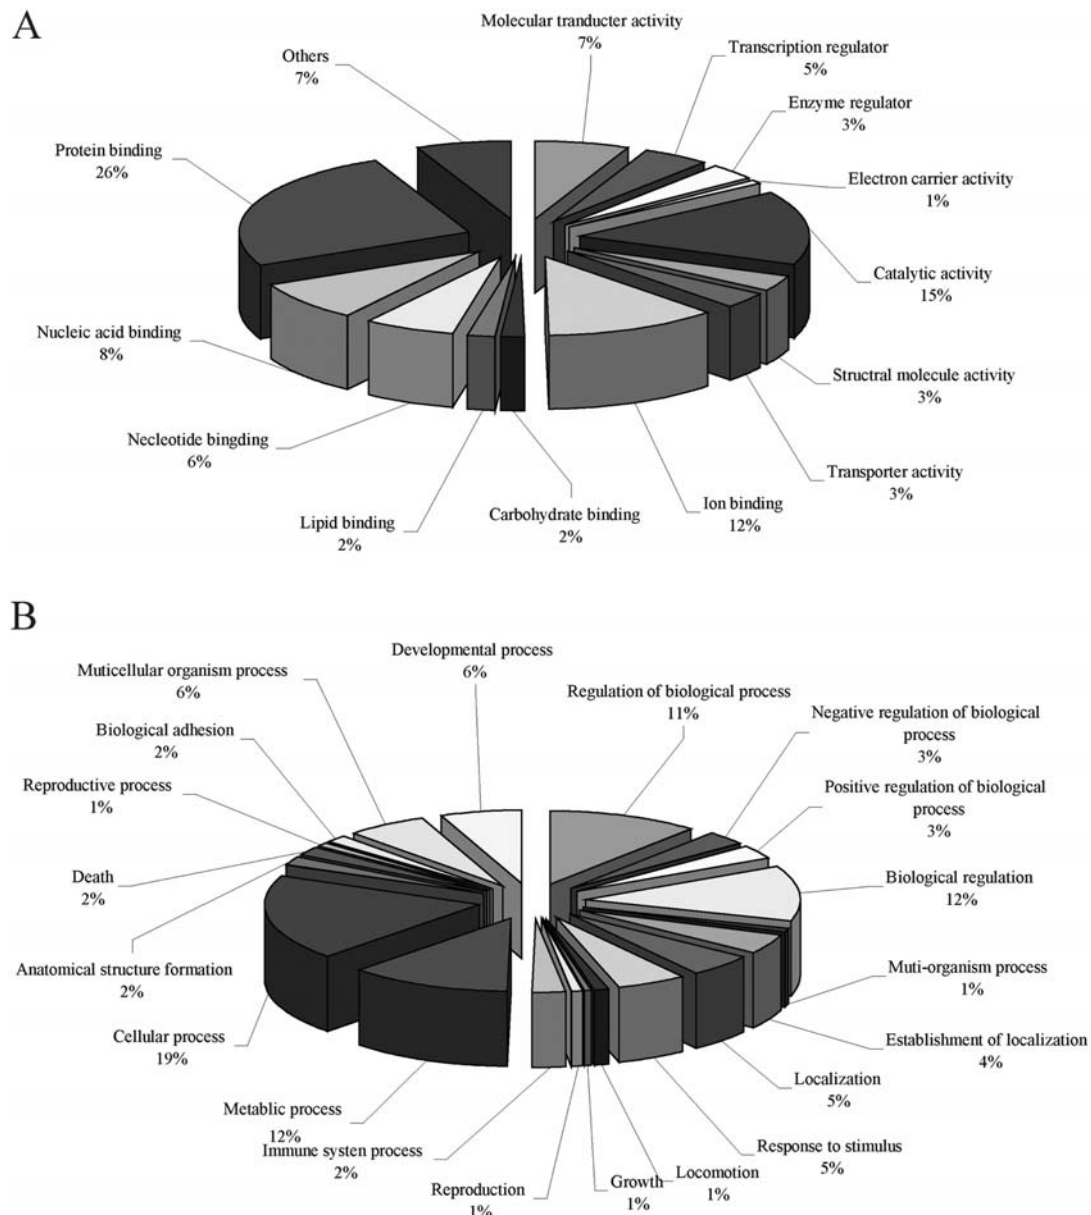 A
Molecular tranducter activity
7%
Transcription regulator
5%
Enzyme regulator
3%
Electron carrier activity
1%
Catalytic activity
15%
Structral molecule activity
3%
Transporter activity
3%
Ion binding
12%
Carbohydrate binding
2%
Lipid binding
2%
Necleotide bingding
6%
Nucleic acid binding
8%
Protein binding
26%
Others
7%
B
Developmental process
6%
Regulation of biological process
11%
Negative regulation of biological
process
3%
Positive regulation of biological
process
3%
Biological regulation
12%
Muti-organism process
1%
Establishment of localization
4%
Localization
5%
Response to stimulus
5%
Locomotion
1%
Growth
1%
Reproduction
1%
Immune systen process
2%
Metablic process
12%
Cellular process
19%
Anatomical structure formation
2%
Death
2%
Reproductive process
1%
Biological adhesion
2%
Muticellular organism process
6%